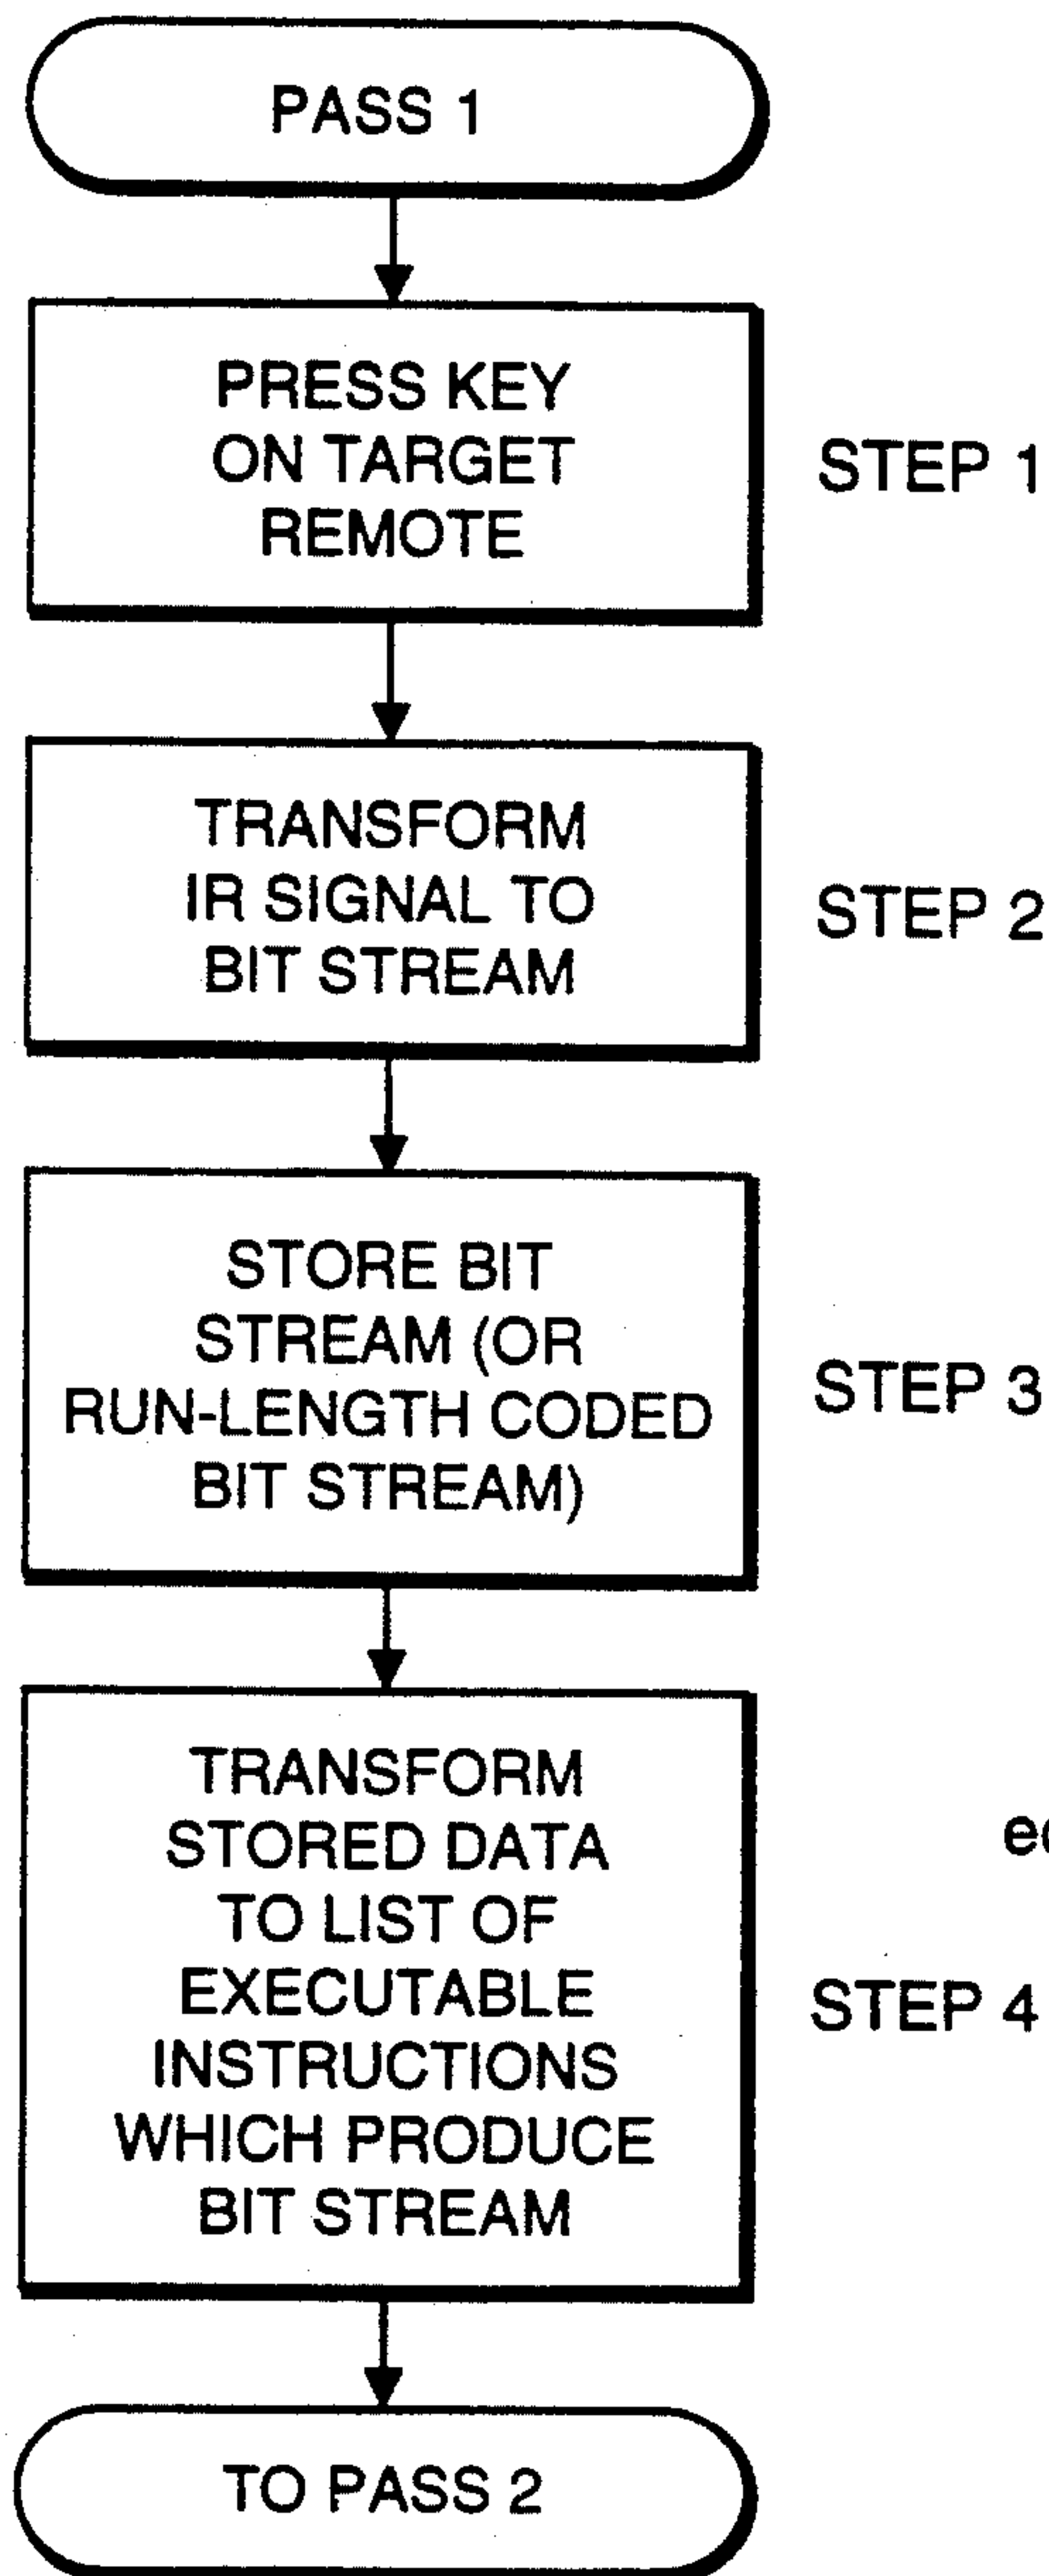 PASS 1
PRESS KEY
ON TARGET
REMOTE
STEP 1
TRANSFORM
IR SIGNAL TO
BIT STREAM
STEP 2
STORE BIT
STREAM (OR
RUN-LENGTH CODED
BIT STREAM)
STEP 3
TRANSFORM
STORED DATA
TO LIST OF
EXECUTABLE
INSTRUCTIONS
WHICH PRODUCE
BIT STREAM
STEP 4
TO PASS 2